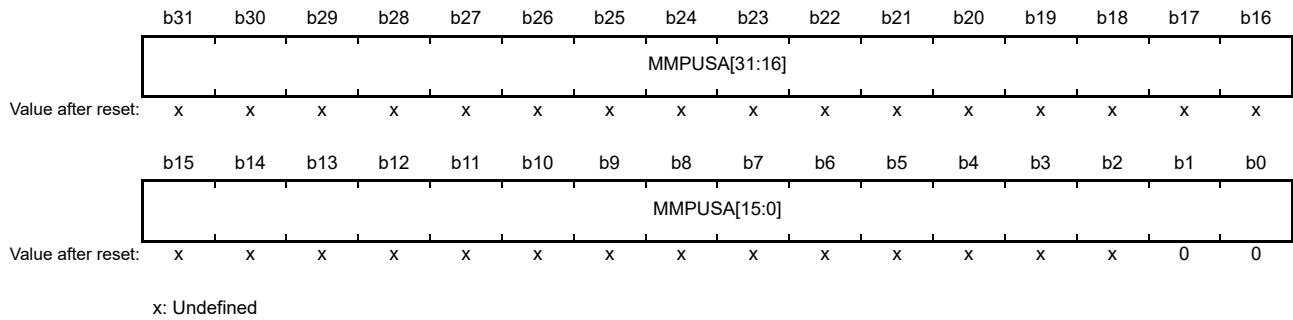 b31 b30 b29 b28 b27 b26 b25 b24 b23 b22 b21 b20 b19 b18 b17 b16
MMPUSA[31:16]
Value after reset: x x x x x x x x x x x x x x x x
b15 b14 b13 b12 b11 b10 b9 b8 b7 b6 b5 b4 b3 b2 b1 b0
MMPUSA[15:0]
Value after reset: x x x x x x x x x x x x x x 0 0
x: Undefined